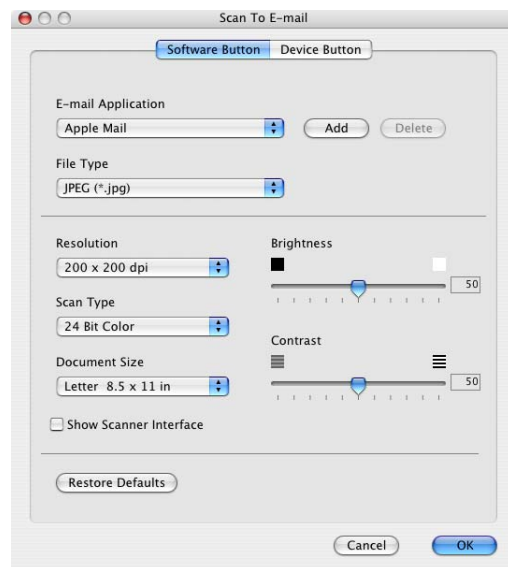 Scan To E-mail
Software Button Device Button
E-mail Application
Apple Mail Add Delete
File Type
JPEG (*.jpg)
Resolution Brightness
200 x 200 dpi 50
Scan Type
24 Bit Color
Contrast
Document Size
Letter 8.5 x 11 in 50
Show Scanner Interface
Restore Defaults
Cancel OK